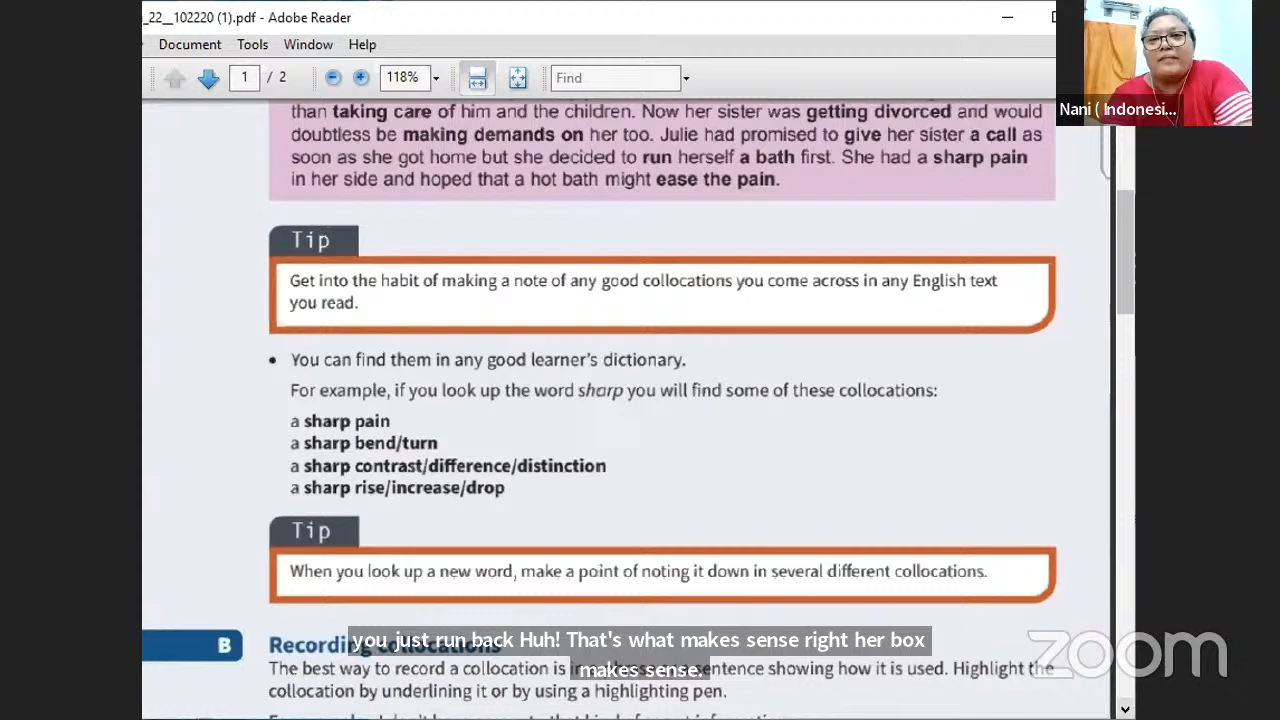 _22__102220 (1).pdf - Adobe Reader
Document Tools Window Help
1 / 2 118% Find
than taking care of him and the children. Now her sister was getting divorced and would
doubtless be making demands on her too. Julie had promised to give her sister a call as
soon as she got home but she decided to run herself a bath first. She had a sharp pain
in her side and hoped that a hot bath might ease the pain.
Tip
Get into the habit of making a note of any good collocations you come across in any English text
you read.
• You can find them in any good learner's dictionary.
For example, if you look up the word sharp you will find some of these collocations:
a sharp pain
a sharp bend/turn
a sharp contrast/difference/distinction
a sharp rise/increase/drop
Tip
When you look up a new word, make a point of noting it down in several different collocations.
B Recording
The best way to record a collocation is in sentence showing how it is used. Highlight the
collocation by underlining it or by using a highlighting pen.
you just run back Huh! That's what makes sense right her box
makes sense.
Nani ( Indonesi...
zoom